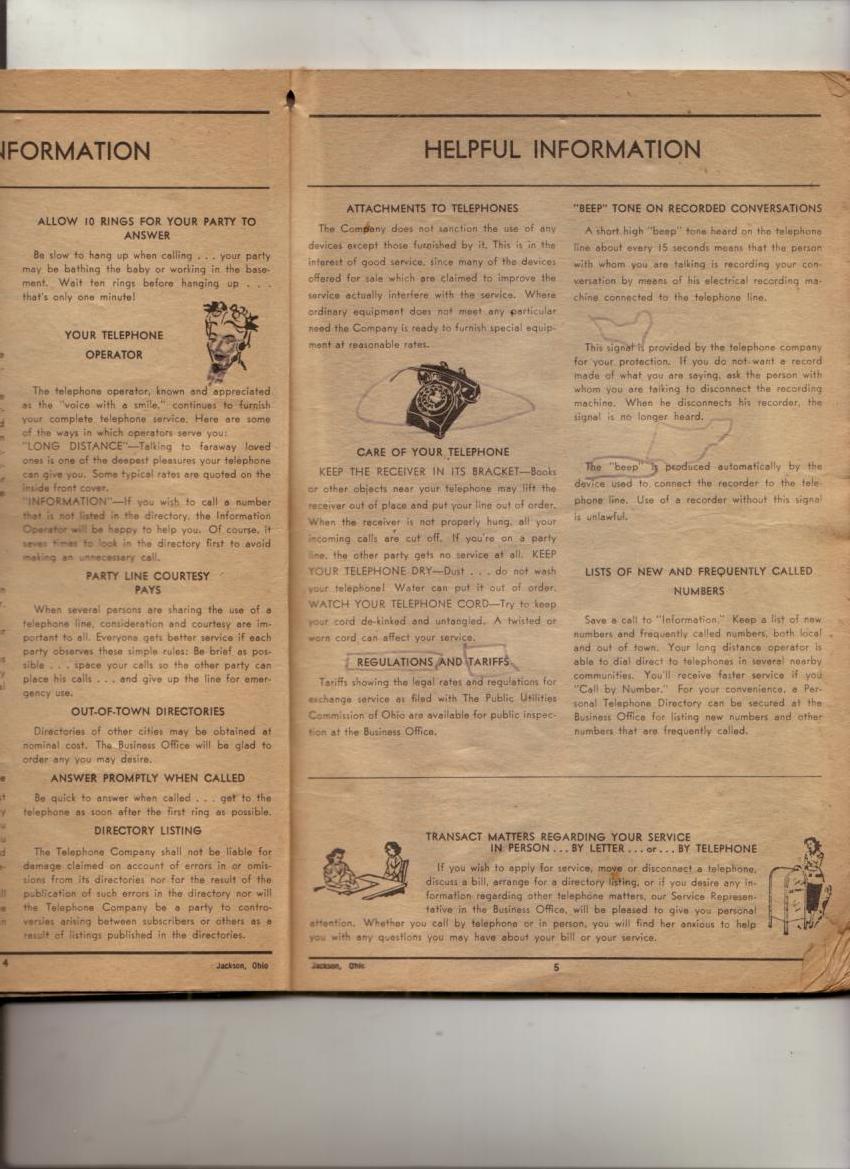 NFORMATION
ALLOW 10 RINGS FOR YOUR PARTY TO
ANSWER
Be slow to hang up when calling . . . your party
may be bathing the baby or working in the base-
ment. Wait ten rings before hanging up . . .
that's only one minute!
YOUR TELEPHONE
OPERATOR
The telephone operator, known and appreciated
as the "voice with a smile," continues to furnish
your complete telephone service. Here are some
of the ways in which operators serve you:
"LONG DISTANCE"—Talking to faraway loved
ones is one of the deepest pleasures your telephone
can give you. Some typical rates are quoted on the
inside front cover.
"INFORMATION"—If you wish to call a number
that is not listed in the directory, the Information
Operator will be happy to help you. Of course, it
saves times to look in the directory first to avoid
making an unnecessary call.
PARTY LINE COURTESY
PAYS
When several persons are sharing the use of a
telephone line, consideration and courtesy are im-
portant to all. Everyone gets better service if each
party observes these simple rules: Be brief as pos-
sible . . . space your calls so the other party can
place his calls . . . and give up the line for emer-
gency use.
OUT-OF-TOWN DIRECTORIES
Directories of other cities may be obtained at
nominal cost. The Business Office will be glad to
order any you may desire.
ANSWER PROMPTLY WHEN CALLED
Be quick to answer when called . . . get to the
telephone as soon after the first ring as possible.
DIRECTORY LISTING
The Telephone Company shall not be liable for
damage claimed on account of errors in or omis-
sions from its directories nor for the result of the
publication of such errors in the directory nor will
the Telephone Company be a party to contro-
versies arising between subscribers or others as a
result of listings published in the directories.
4
Jackson, Ohio
HELPFUL INFORMATION
ATTACHMENTS TO TELEPHONES
The Company does not sanction the use of any
devices except those furnished by it. This is in the
interest of good service, since many of the devices
offered for sale which are claimed to improve the
service actually interfere with the service. Where
ordinary equipment does not meet any particular
need the Company is ready to furnish special equip-
ment at reasonable rates.
CARE OF YOUR TELEPHONE
KEEP THE RECEIVER IN ITS BRACKET—Books
or other objects near your telephone may lift the
receiver out of place and put your line out of order.
When the receiver is not properly hung, all your
incoming calls are cut off. If you're on a party
line, the other party gets no service at all. KEEP
YOUR TELEPHONE DRY—Dust . . . do not wash
your telephone! Water can put it out of order.
WATCH YOUR TELEPHONE CORD—Try to keep
your cord de-kinked and untangled. A twisted or
worn cord can affect your service.
REGULATIONS AND TARIFFS
Tariffs showing the legal rates and regulations for
exchange service as filed with The Public Utilities
Commission of Ohio are available for public inspec-
tion at the Business Office.
"BEEP" TONE ON RECORDED CONVERSATIONS
A short high "beep" tone heard on the telephone
line about every 15 seconds means that the person
with whom you are talking is recording your con-
versation by means of his electrical recording ma-
chine connected to the telephone line.
This signal is provided by the telephone company
for your protection. If you do not want a record
made of what you are saying, ask the person with
whom you are talking to disconnect the recording
machine. When he disconnects his recorder, the
signal is no longer heard.
The "beep" is produced automatically by the
device used to connect the recorder to the tele-
phone line. Use of a recorder without this signal
is unlawful.
LISTS OF NEW AND FREQUENTLY CALLED
NUMBERS
Save a call to "Information." Keep a list of new
numbers and frequently called numbers, both local
and out of town. Your long distance operator is
able to dial direct to telephones in several nearby
communities. You'll receive faster service if you
"Call by Number." For your convenience, a Per-
sonal Telephone Directory can be secured at the
Business Office for listing new numbers and other
numbers that are frequently called.
TRANSACT MATTERS REGARDING YOUR SERVICE
IN PERSON . . . BY LETTER . . . or . . . BY TELEPHONE
If you wish to apply for service, move or disconnect a telephone,
discuss a bill, arrange for a directory listing, or if you desire any in-
formation regarding other telephone matters, our Service Represen-
tative in the Business Office, will be pleased to give you personal
attention. Whether you call by telephone or in person, you will find her anxious to help
you with any questions you may have about your bill or your service.
Jackson, Ohio
5